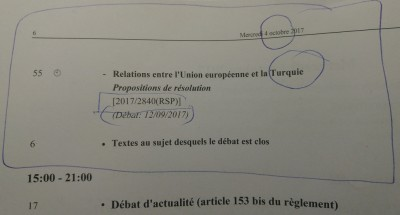 6 Mercredi 4 octobre 2017
55 - Relations entre l'Union européenne et la Turquie
Propositions de résolution
[2017/2840(RSP)]
(Débat: 12/09/2017)
6 • Textes au sujet desquels le débat est clos
15:00 - 21:00
17 • Débat d'actualité (article 153 bis du règlement)